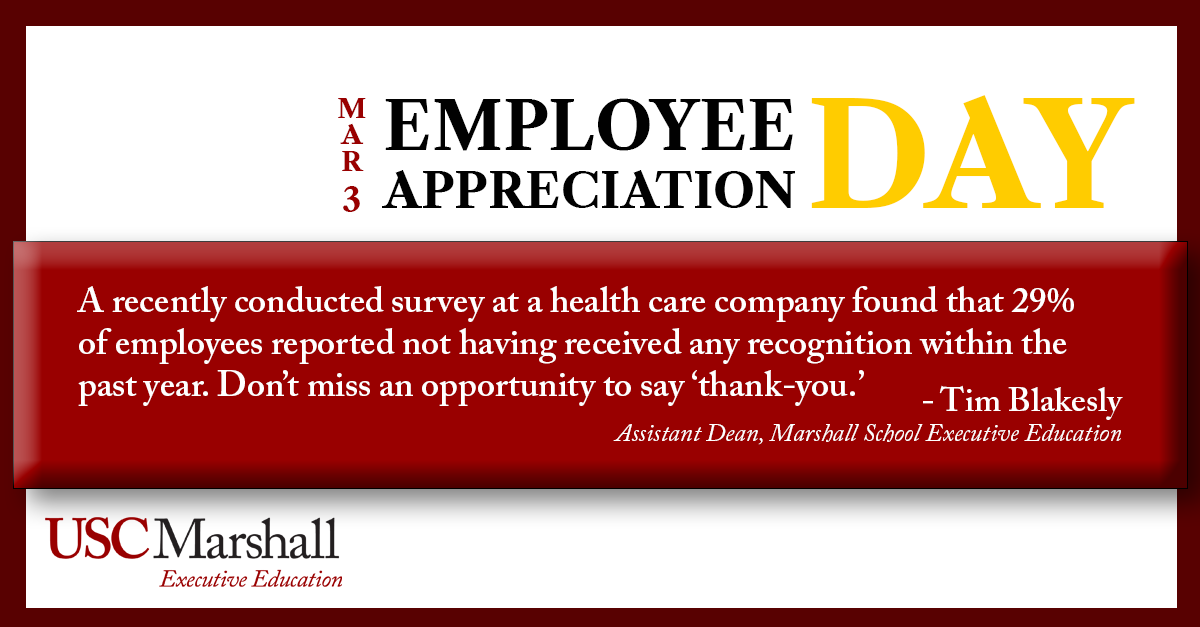 MAR 3
EMPLOYEE
APPRECIATION
DAY
A recently conducted survey at a health care company found that 29%
of employees reported not having received any recognition within the
past year. Don’t miss an opportunity to say ‘thank-you.’
- Tim Blakesly
Assistant Dean, Marshall School Executive Education
USC Marshall
Executive Education